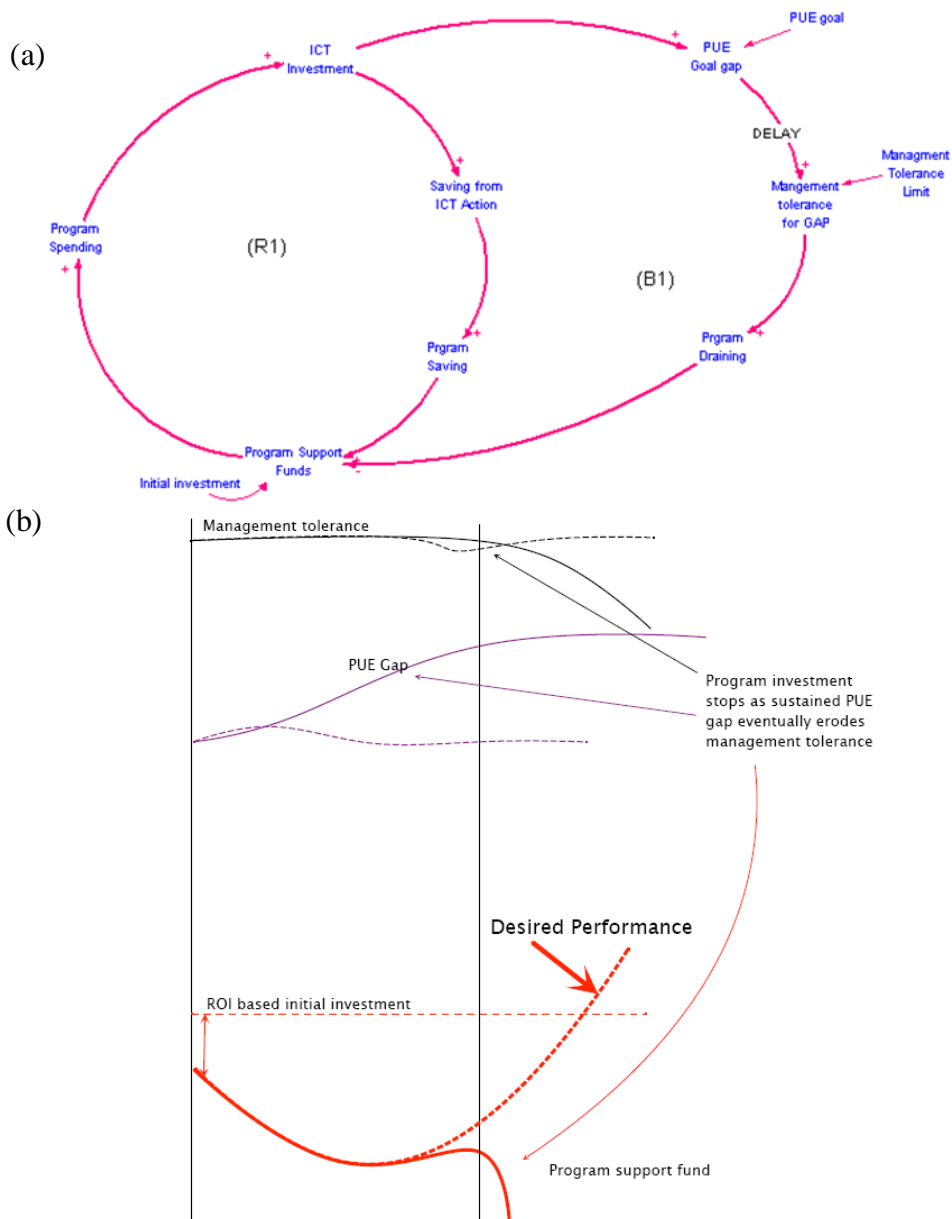 (a)
ICT
Investment
+
+
PUE
Goal gap
PUE goal
DELAY
+
Saving from
ICT Action
+
Mangement
tolerance
for GAP
Managment
Tolerance
Limit
Program
Spending
+
(R1)
(B1)
Prgram
Saving
+
Prgram
Draining
+
Program Support
Funds
+
-
Initial investment
(b)
Management tolerance
PUE Gap
Program investment
stops as sustained PUE
gap eventually erodes
management tolerance
Desired Performance
ROI based initial investment
Program support fund